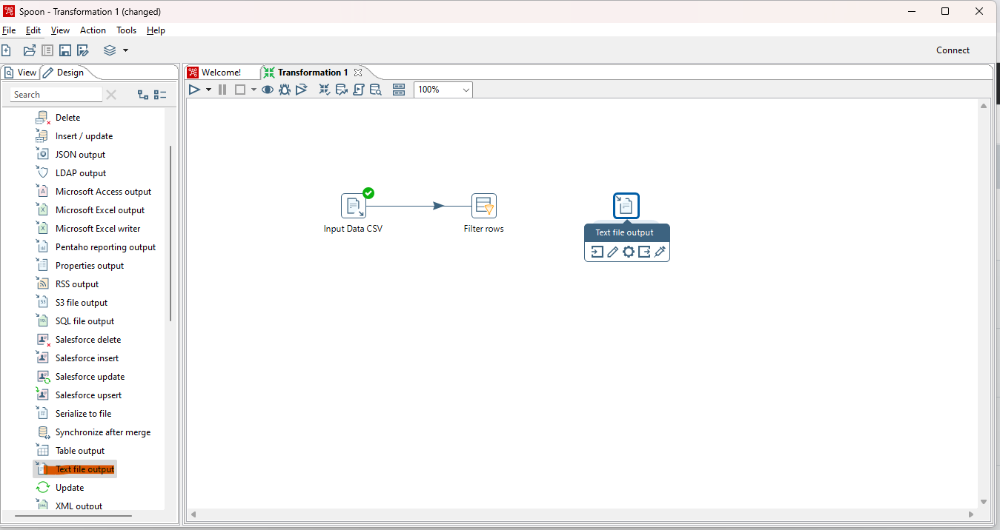 Spoon - Transformation 1 (changed)
File Edit View Action Tools Help
Connect
View Design
Welcome! Transformation 1
Search
100%
Delete
Insert / update
JSON output
LDAP output
Microsoft Access output
Microsoft Excel output
Microsoft Excel writer
Pentaho reporting output
Properties output
RSS output
S3 file output
SQL file output
Salesforce delete
Salesforce insert
Salesforce update
Salesforce upsert
Serialize to file
Synchronize after merge
Table output
Text file output
Update
XML output
Input Data CSV
Filter rows
Text file output